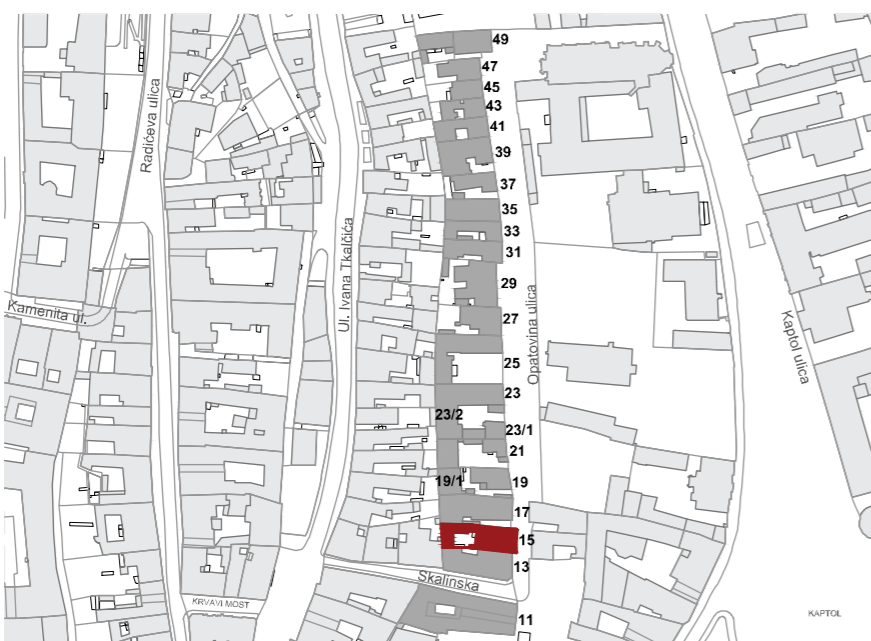 49
47
45
43
41
39
37
35
33
31
29
27
25
23
23/2
23/1
21
19/1
19
17
15
13
11
Radićeva ulica
Ul. Ivana Tkalčića
Opatovina ulica
Kaptol ulica
Kamenita ul.
Skalinska
KRVAVI MOST
KAPTOL